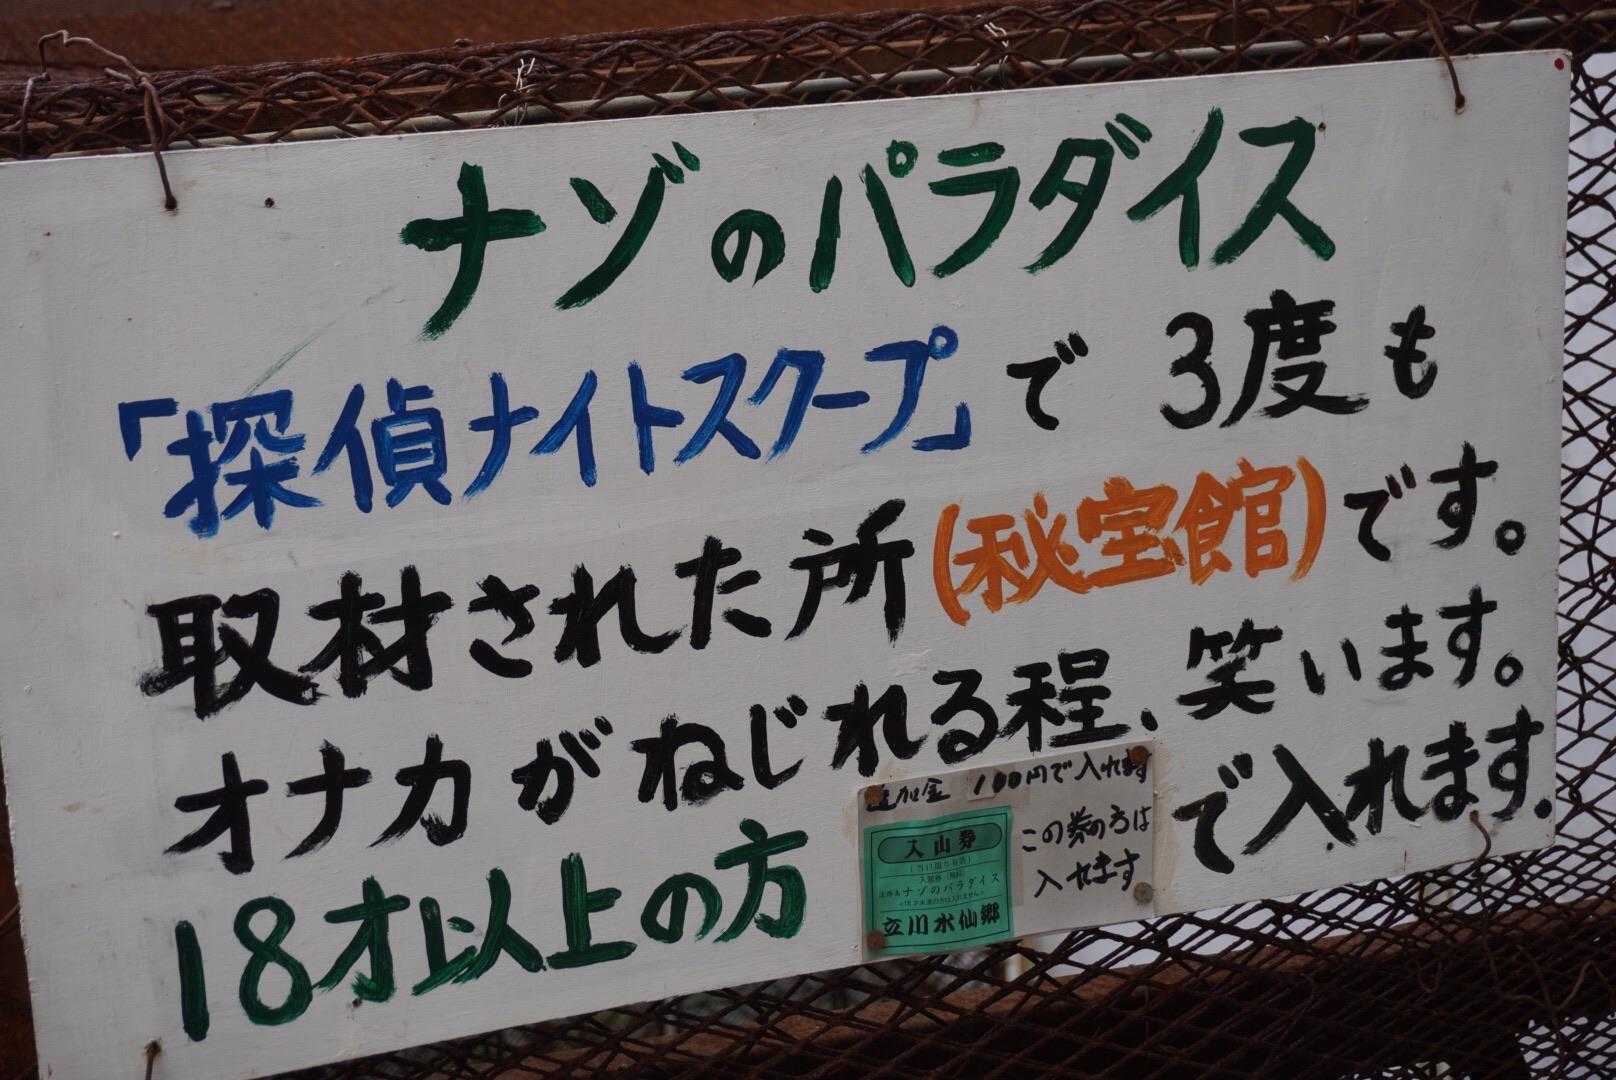 ナゾのパラダイス
「探偵ナイトスクープ」で3度も
取材された所(秘宝館)です。
オナカがねじれる程、笑います。
18才以上の方
で入れます.
追加金 100円で入れます
この券の方は
入れます
入山券
ナゾのパラダイス
立川水仙郷